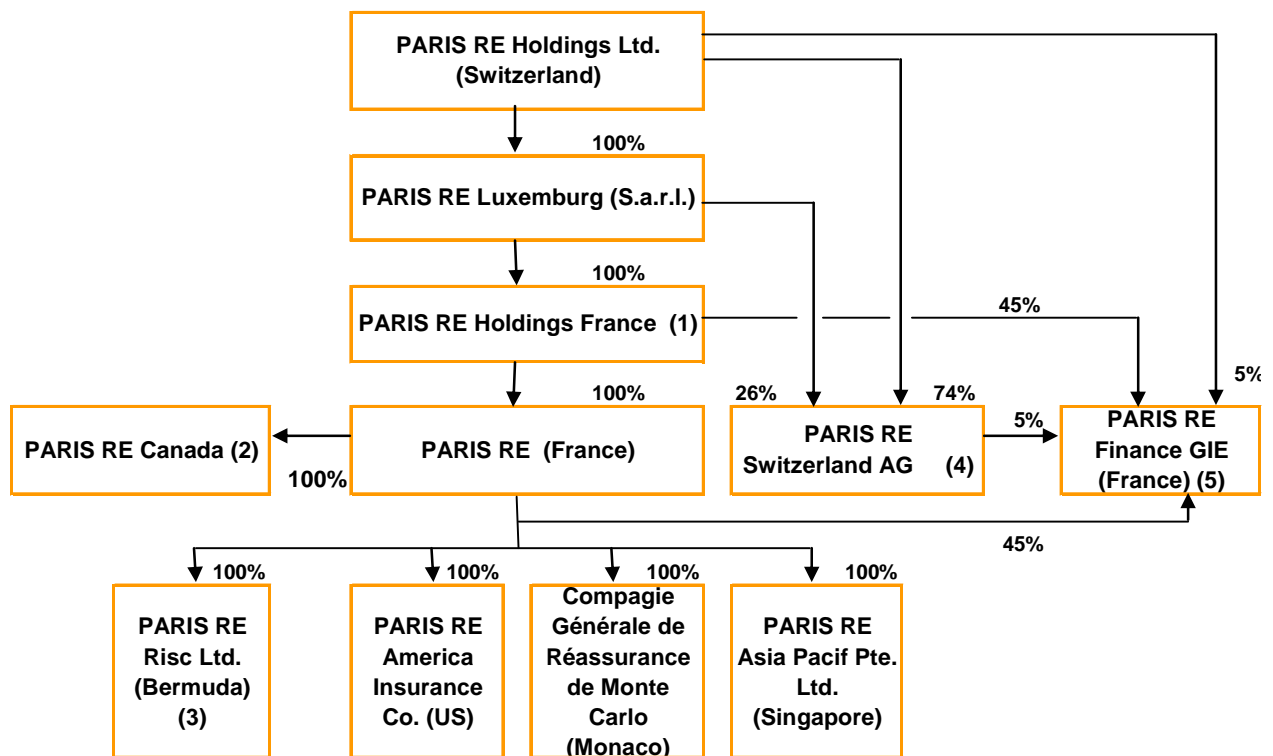 PARIS RE Holdings Ltd.
(Switzerland)
100%
PARIS RE Luxemburg (S.a.r.l.)
100%
PARIS RE Holdings France (1)
45%
5%
100%
26%
74%
PARIS RE Canada (2)
100%
PARIS RE (France)
PARIS RE
Switzerland AG (4)
5%
PARIS RE
Finance GIE
(France) (5)
45%
100%
100%
100%
100%
PARIS RE
Risc Ltd.
(Bermuda)
(3)
PARIS RE
America
Insurance
Co. (US)
Compagie
Générale de
Réassurance
de Monte
Carlo
(Monaco)
PARIS RE
Asia Pacif Pte.
Ltd.
(Singapore)